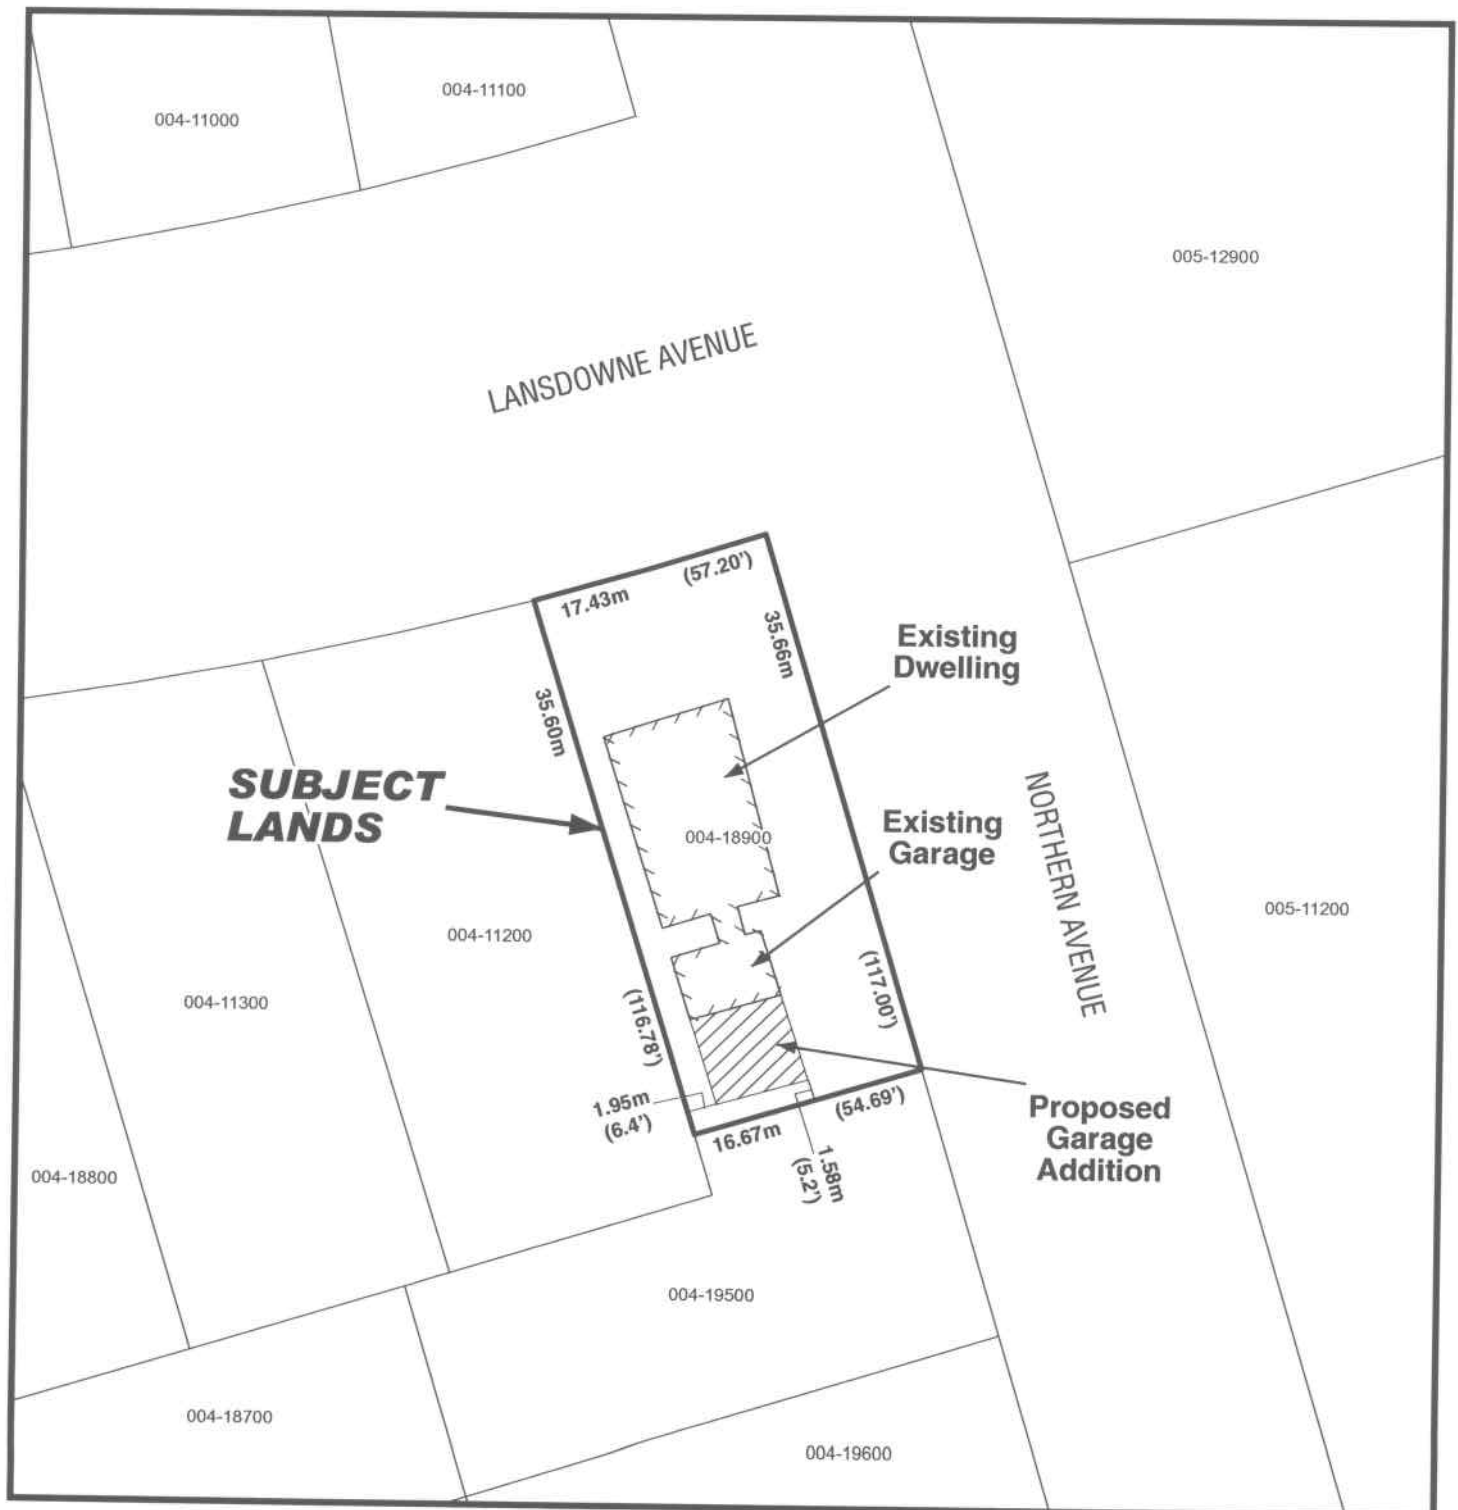 004-11100
004-11000
005-12900
LANSDOWNE AVENUE
(57.20')
17.43m
35.66m
Existing
Dwelling
35.60m
SUBJECT
LANDS
004-18900
Existing
Garage
NORTHERN AVENUE
005-11200
004-11200
004-11300
(117.00')
(116.78')
1.95m
(6.4')
(54.69')
16.67m
1.58m
(5.2')
Proposed
Garage
Addition
004-18800
004-19500
004-18700
004-19600